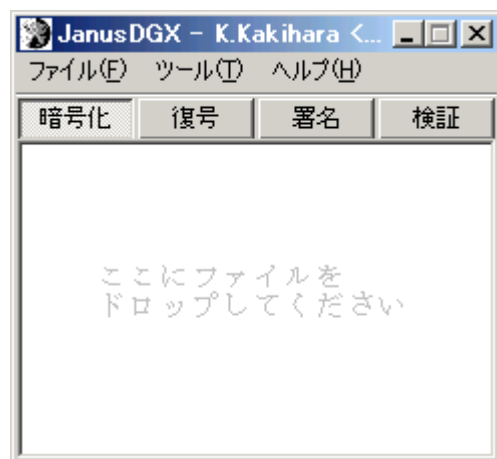 JanusDGX - K.Kakihara <...
ファイル(F) ツール(T) ヘルプ(H)
暗号化 復号 署名 検証
ここにファイルを
ドロップしてください